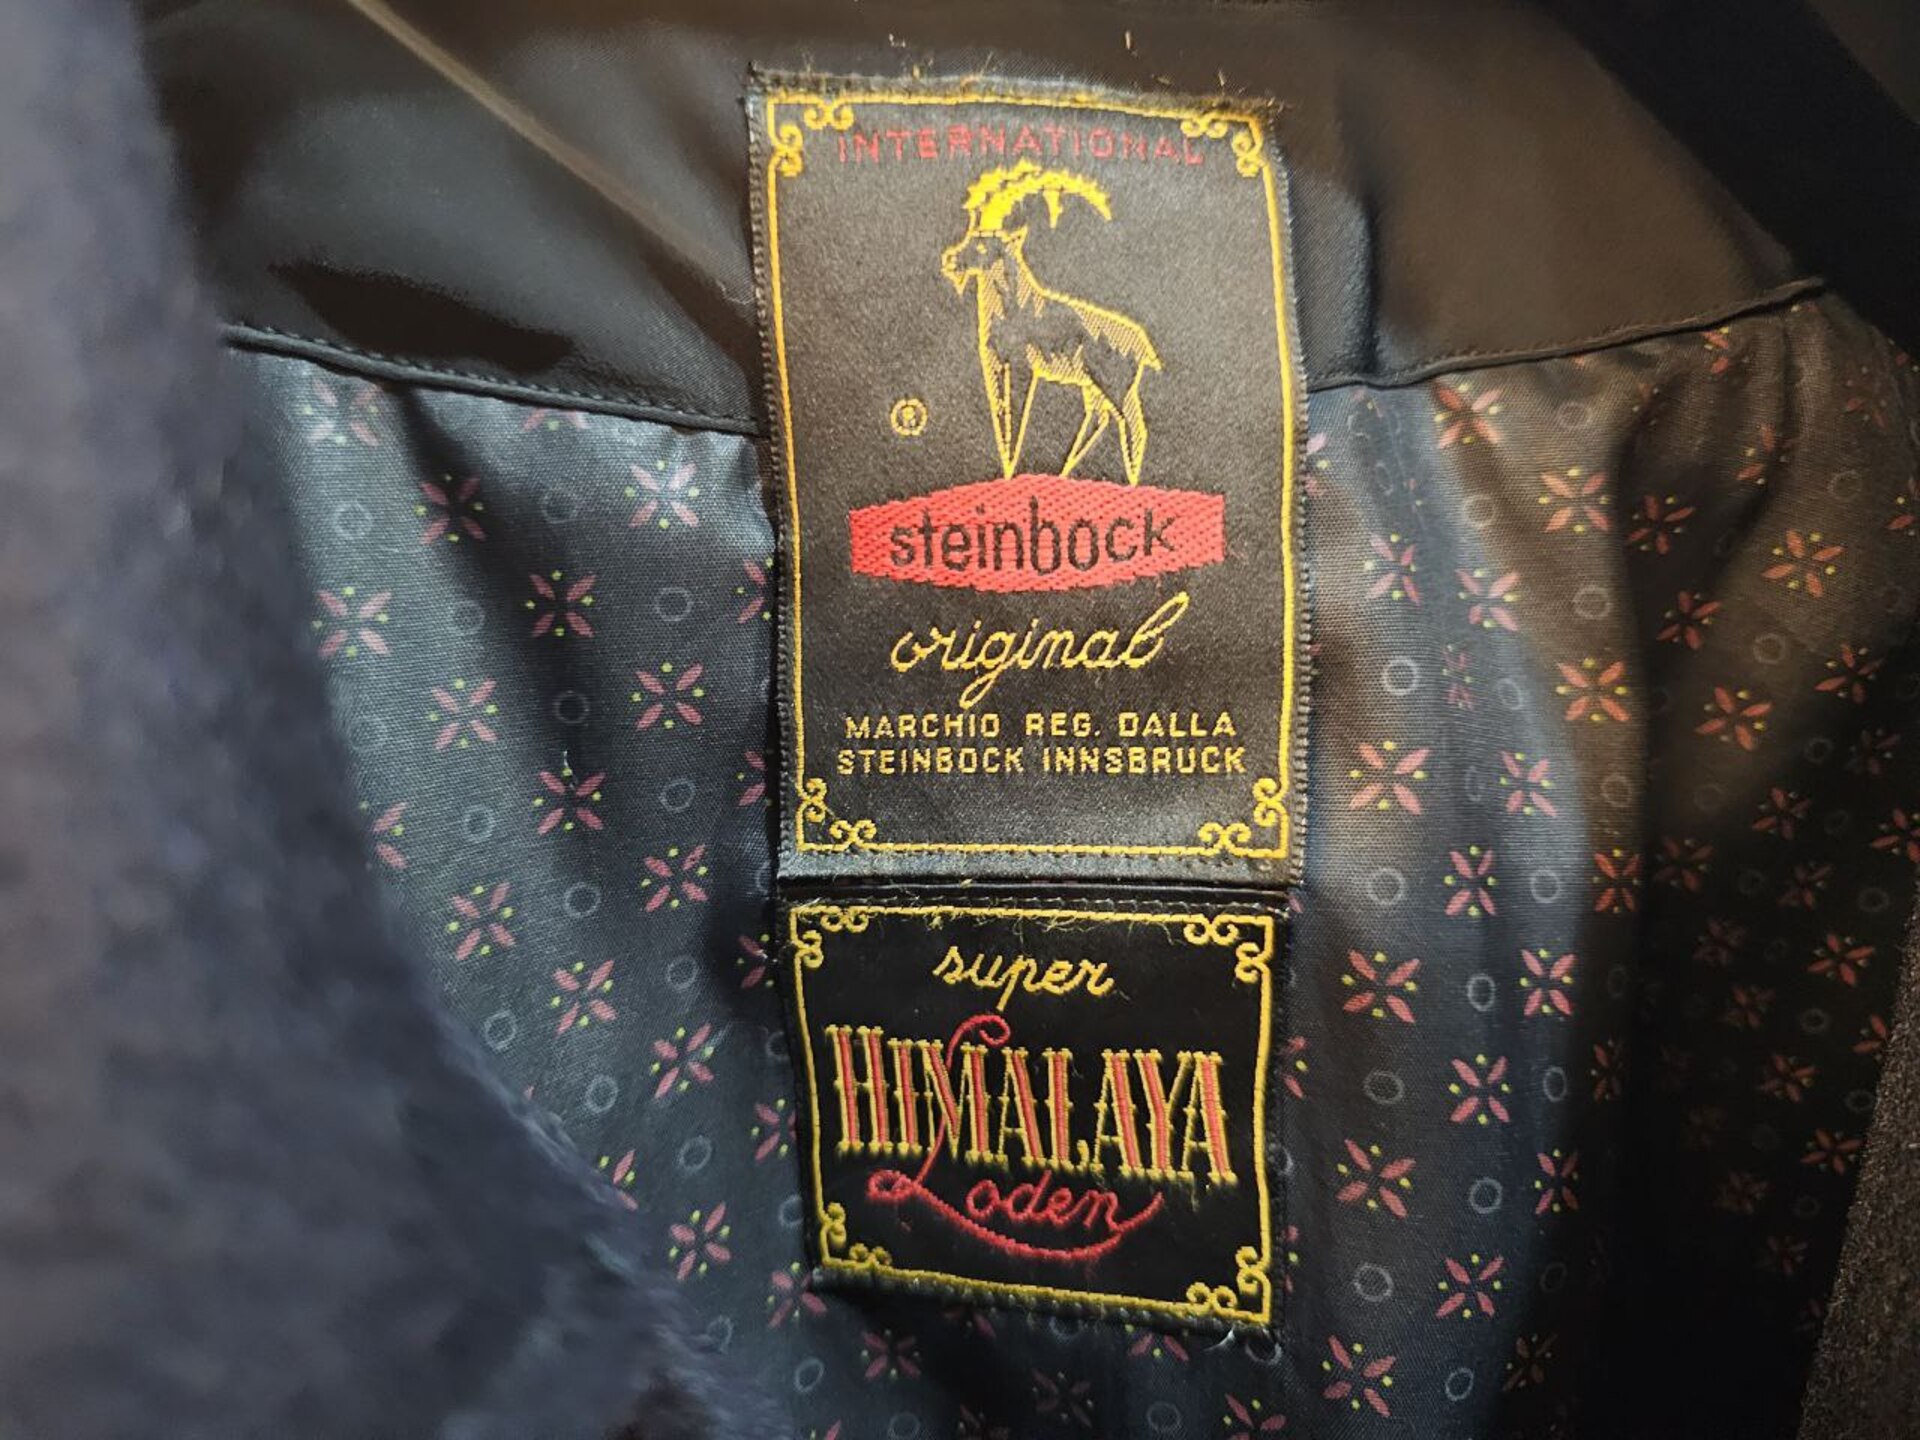 INTERNATIONAL
®
steinbock
original
MARCHIO REG. DALLA
STEINBOCK INNSBRUCK
super
HIMALAYA
Loden